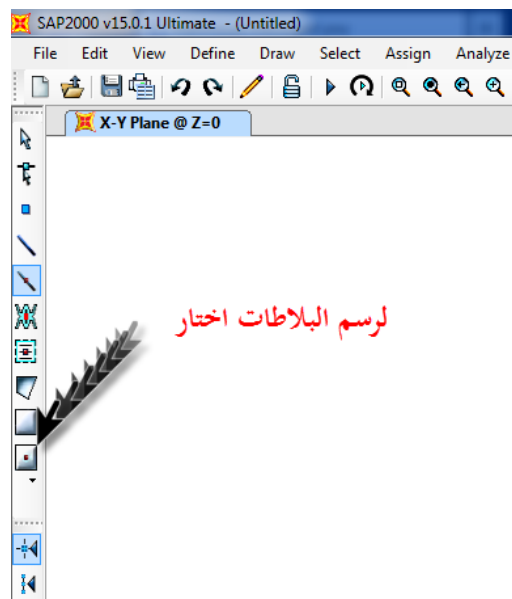 SAP2000 v15.0.1 Ultimate - (Untitled)
File Edit View Define Draw Select Assign Analyze
X-Y Plane @ Z=0
لرسم البلاطات اختار